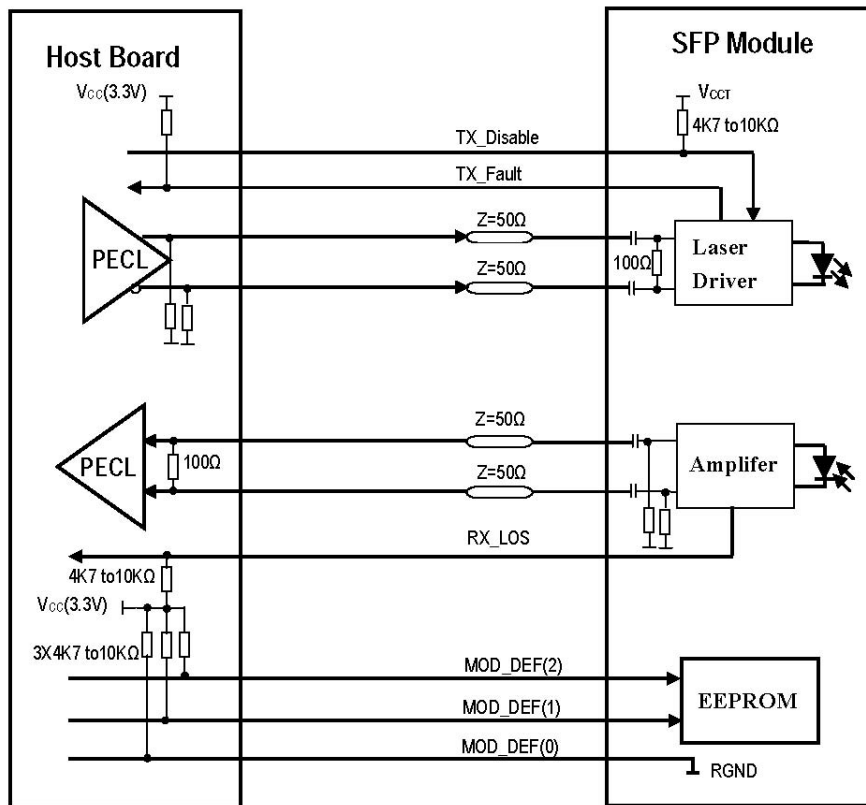 Host Board
SFP Module
VCC(3.3V)
VCCT
4K7 to10KΩ
TX_Disable
TX_Fault
PECL
Z=50Ω
Z=50Ω
100Ω
Laser
Driver
PECL
100Ω
Z=50Ω
Z=50Ω
Amplifer
RX_LOS
4K7 to10KΩ
VCC(3.3V)
3X4K7 to10KΩ
MOD_DEF(2)
MOD_DEF(1)
MOD_DEF(0)
EEPROM
RGND